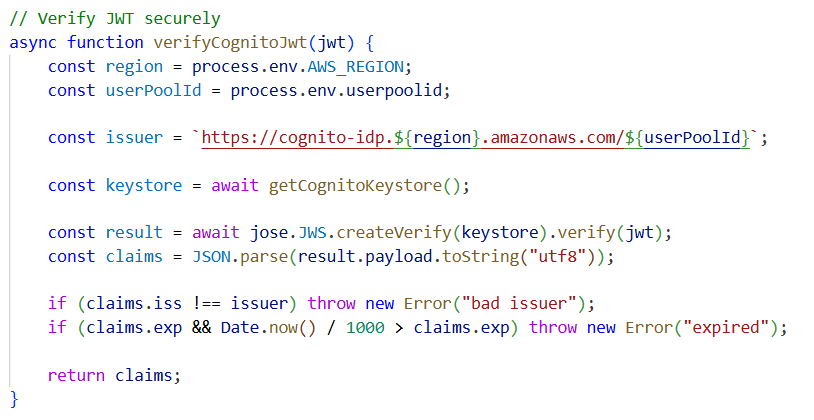 // Verify JWT securely
async function verifyCognitoJwt(jwt) {
    const region = process.env.AWS_REGION;
    const userPoolId = process.env.userpoolid;

    const issuer = `https://cognito-idp.${region}.amazonaws.com/${userPoolId}`;

    const keystore = await getCognitoKeystore();

    const result = await jose.JWS.createVerify(keystore).verify(jwt);
    const claims = JSON.parse(result.payload.toString("utf8"));

    if (claims.iss !== issuer) throw new Error("bad issuer");
    if (claims.exp && Date.now() / 1000 > claims.exp) throw new Error("expired");

    return claims;
}